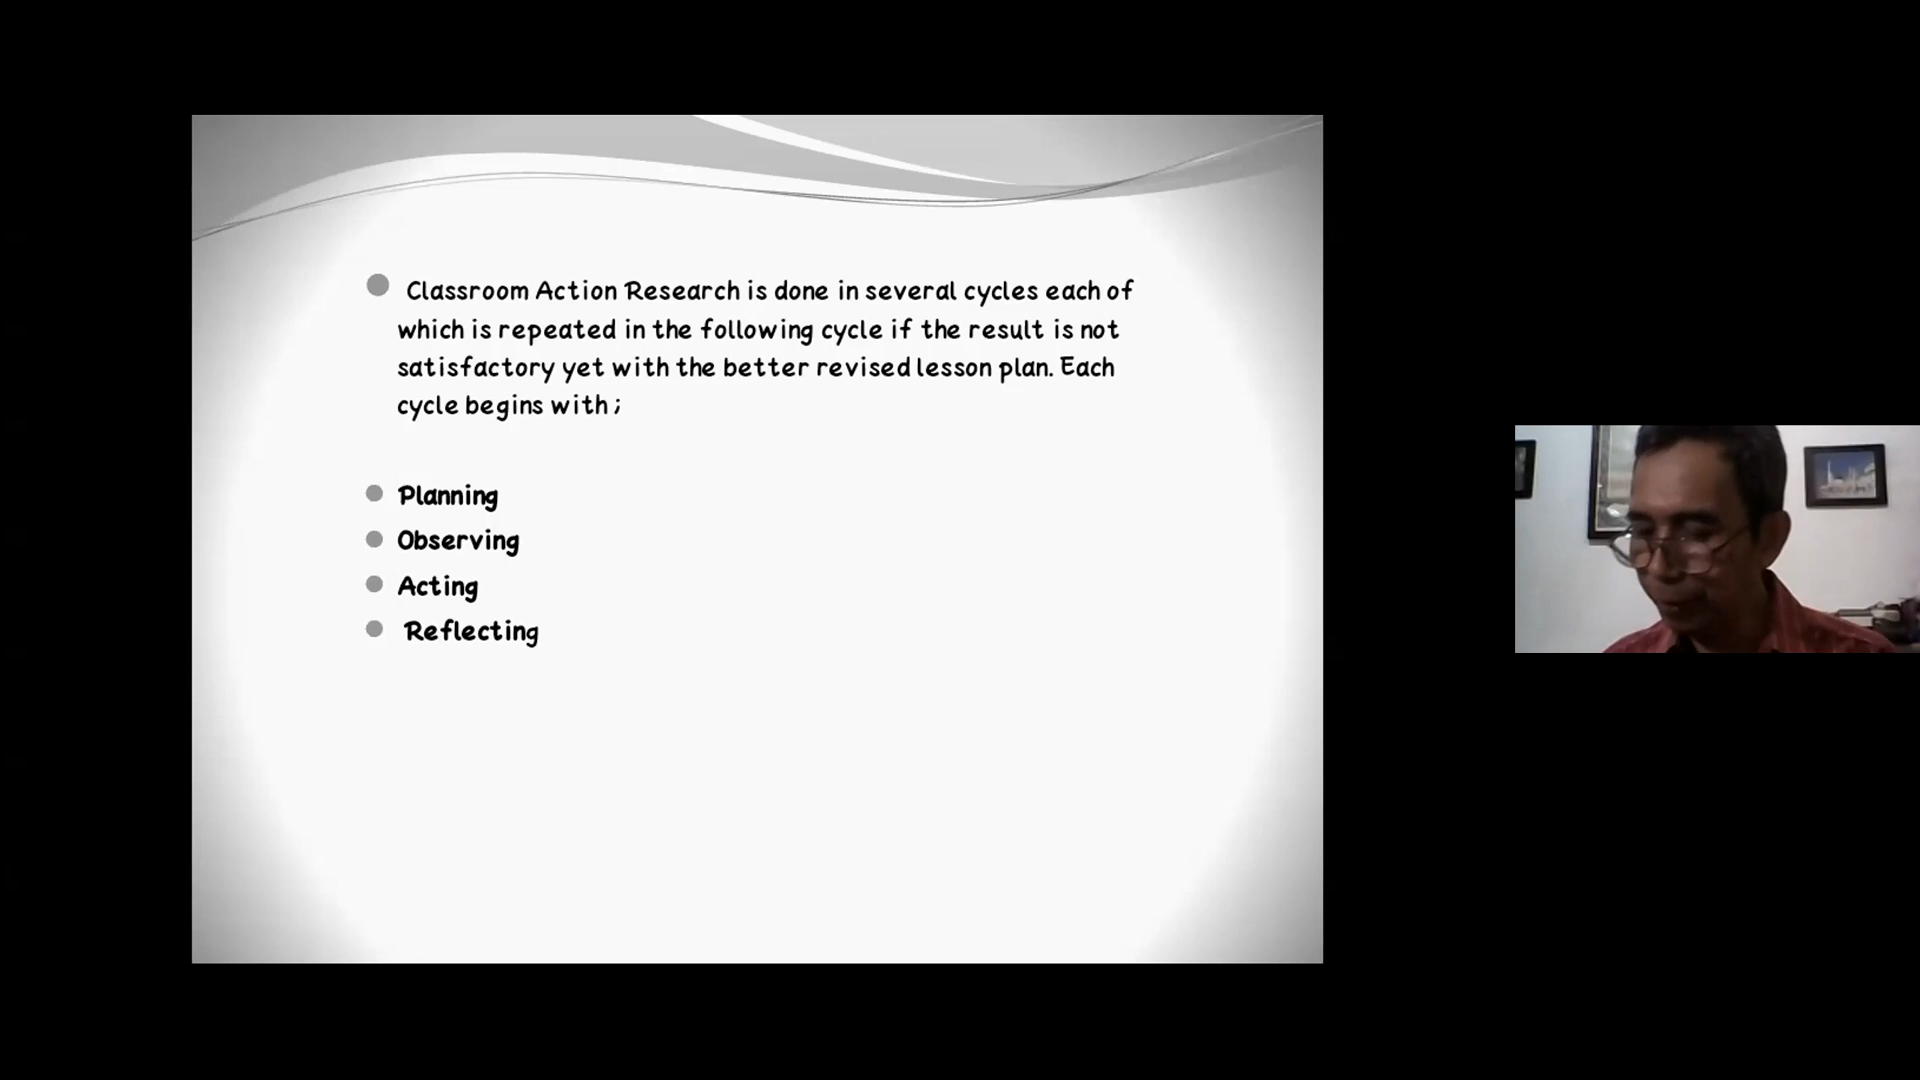 Classroom Action Research is done in several cycles each of
which is repeated in the following cycle if the result is not
satisfactory yet with the better revised lesson plan. Each
cycle begins with ;
Planning
Observing
Acting
Reflecting